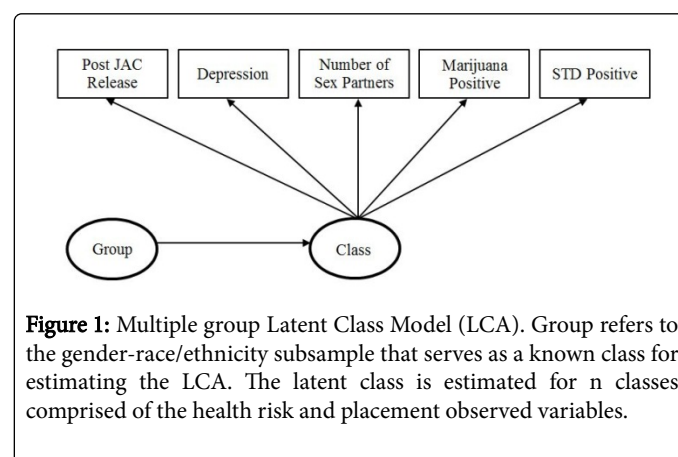 Post JAC
Release
Depression
Number of
Sex Partners
Marijuana
Positive
STD Positive
Group
Class
Figure 1: Multiple group Latent Class Model (LCA). Group refers to
the gender-race/ethnicity subsample that serves as a known class for
estimating the LCA. The latent class is estimated for n classes
comprised of the health risk and placement observed variables.